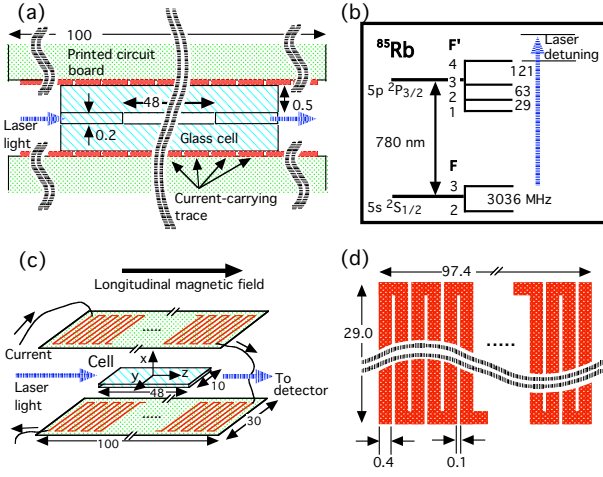 (a)
100
Printed circuit
board
48
0.5
Laser
light
0.2
Glass cell
Current-carrying
trace
(b)
85Rb
F'
Laser
detuning
4
121
5p 2P3/2
3
63
2
29
1
780 nm
F
3
3036 MHz
5s 2S1/2
2
(c)
Longitudinal magnetic field
Current
Cell
x
Laser
light
y
z
10
To
detector
48
30
100
(d)
97.4
29.0
0.4
0.1